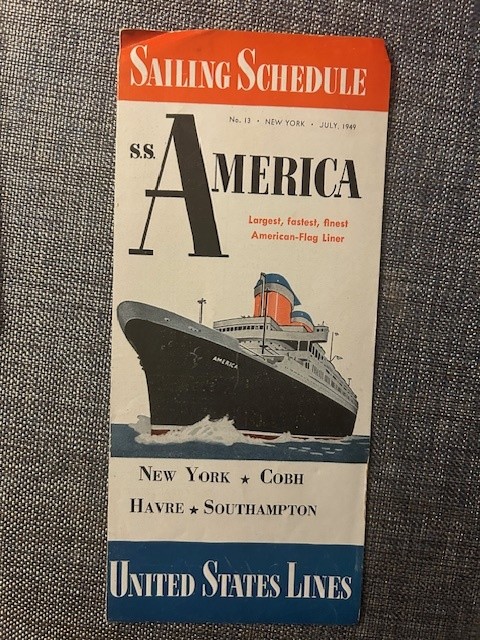 SAILING SCHEDULE
No. 13 • NEW YORK • JULY, 1949
S.S. AMERICA
Largest, fastest, finest
American-Flag Liner
AMERICA
NEW YORK ★ COBH
HAVRE ★ SOUTHAMPTON
UNITED STATES LINES